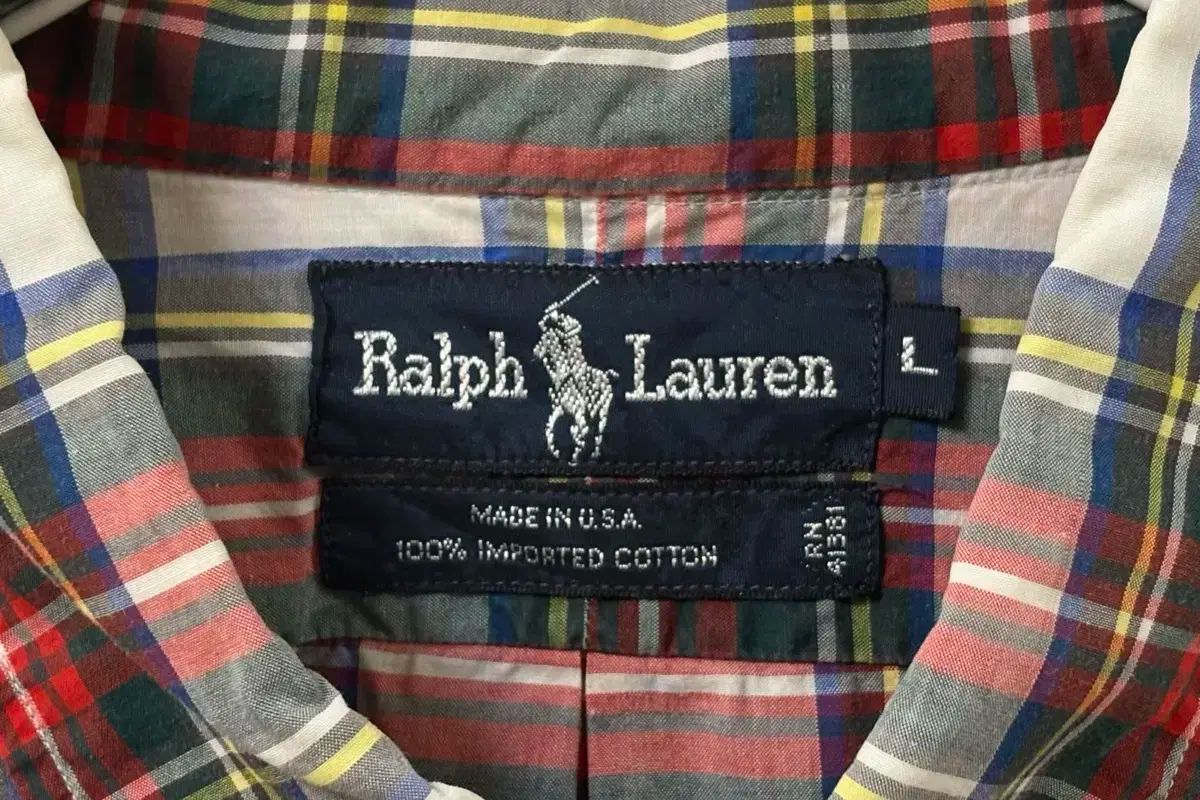 Ralph Lauren
L
MADE IN U.S.A.
100% IMPORTED COTTON
RN 41381